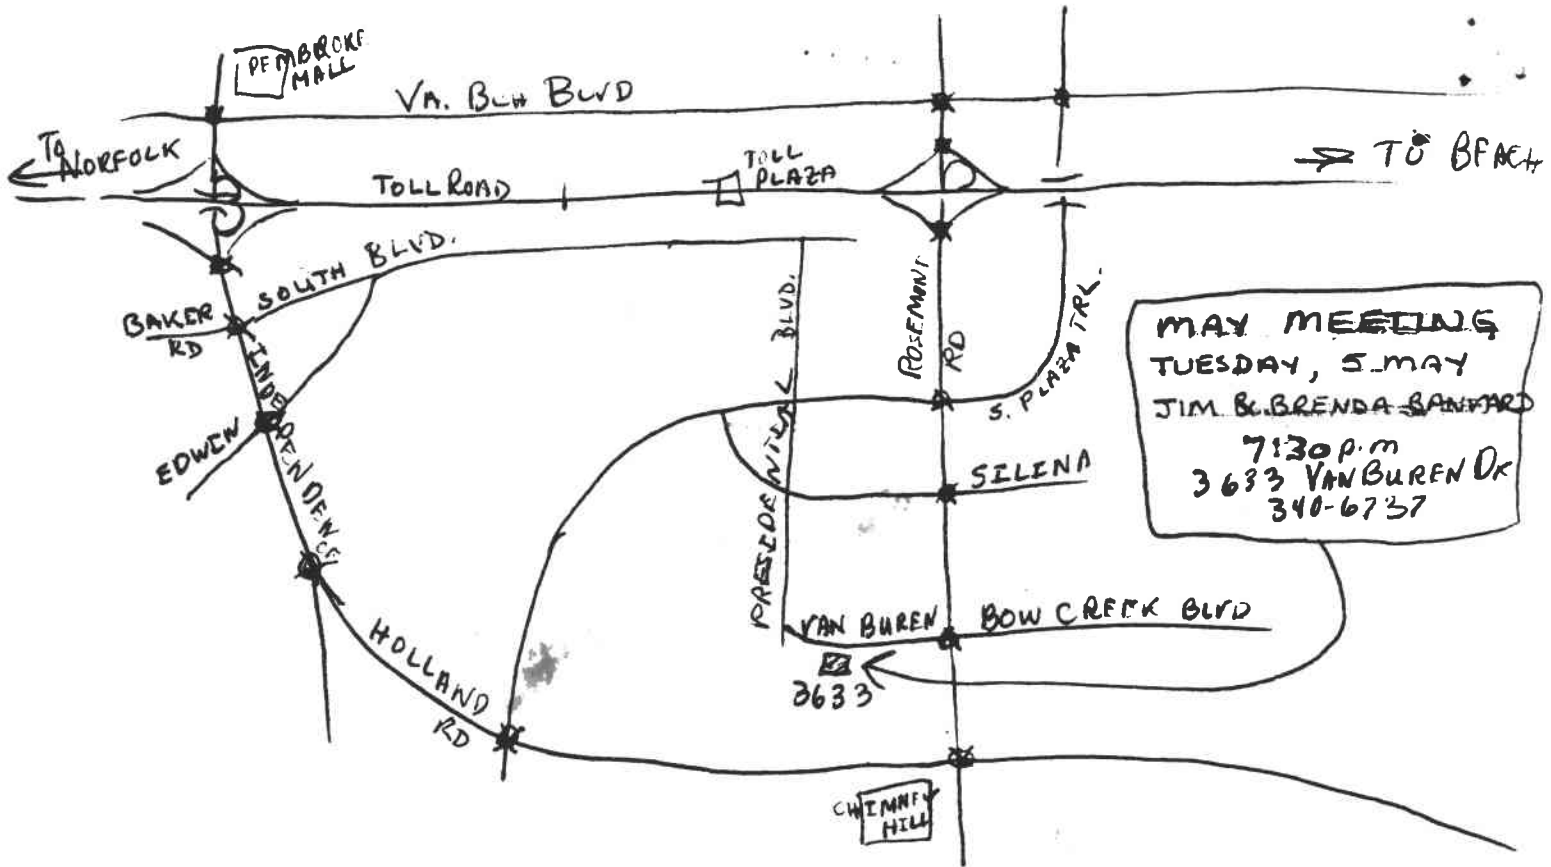 PEMBROKE
MALL
VA. BCH BLVD
TO
NORFOLK
TOLL ROAD
TOLL
PLAZA
TO BEACH
SOUTH BLVD.
BAKER
RD
INDEPENDENCE
EDWIN
PRESIDENTIAL BLVD.
ROSEMONT
RD
S. PLAZA TRL.
MAY MEETING
TUESDAY, 5 MAY
JIM & BRENDA
7:30 p.m
3633 VAN BUREN DR
340-6737
SILINA
VAN BUREN
BOW CREEK BLVD
3633
HOLLAND
RD
CHIMNEY
HILL